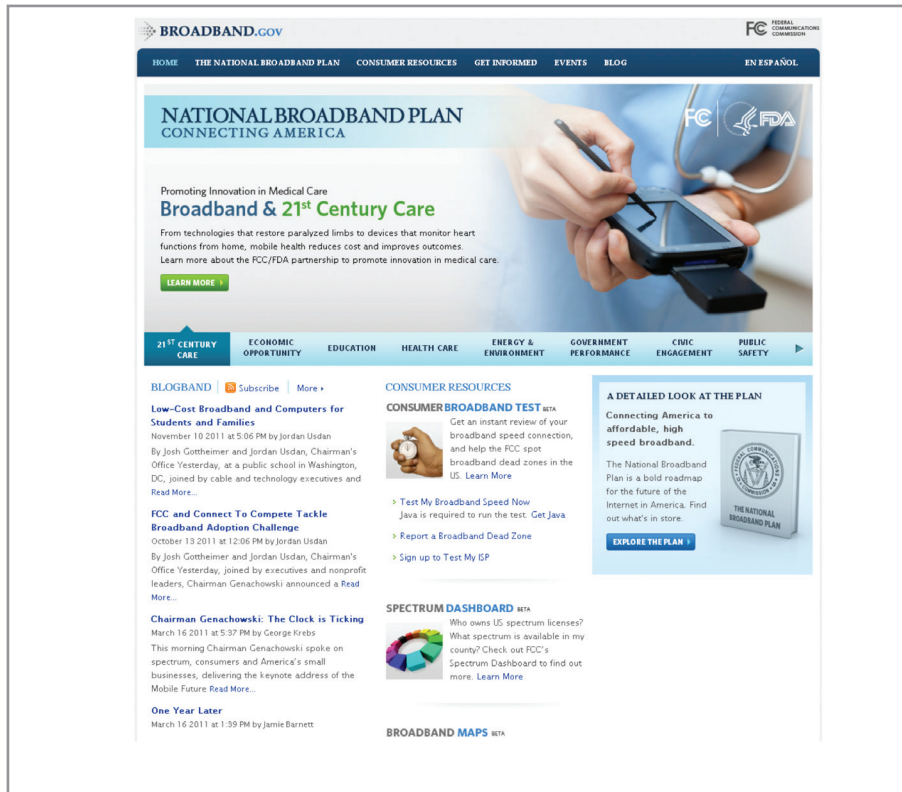 BROADBAND.GOV
FC FEDERAL
COMMUNICATIONS
COMMISSION
HOME THE NATIONAL BROADBAND PLAN CONSUMER RESOURCES GET INFORMED EVENTS BLOG EN ESPAÑOL
NATIONAL BROADBAND PLAN
CONNECTING AMERICA
FC FDA
Promoting Innovation in Medical Care
Broadband & 21st Century Care
From technologies that restore paralyzed limbs to devices that monitor heart
functions from home, mobile health reduces cost and improves outcomes.
Learn more about the FCC/FDA partnership to promote innovation in medical care.
LEARN MORE
21ST CENTURY
CARE
ECONOMIC
OPPORTUNITY
EDUCATION
HEALTH CARE
ENERGY &
ENVIRONMENT
GOVERNMENT
PERFORMANCE
CIVIC
ENGAGEMENT
PUBLIC
SAFETY
BLOGBAND Subscribe More
Low-Cost Broadband and Computers for
Students and Families
November 10 2011 at 5:06 PM by Jordan Usdan
By Josh Gottheimer and Jordan Usdan, Chairman's
Office Yesterday, at a public school in Washington,
DC, joined by cable and technology executives and
Read More...
FCC and Connect To Compete Tackle
Broadband Adoption Challenge
October 13 2011 at 12:06 PM by Jordan Usdan
By Josh Gottheimer and Jordan Usdan, Chairman's
Office Yesterday, joined by executives and nonprofit
leaders, Chairman Genachowski announced a Read
More...
Chairman Genachowski: The Clock is Ticking
March 16 2011 at 5:37 PM by George Krebs
This morning Chairman Genachowski spoke on
spectrum, consumers and America's small
businesses, delivering the keynote address of the
Mobile Future Read More...
One Year Later
March 16 2011 at 1:39 PM by Jamie Barnett
CONSUMER RESOURCES
CONSUMER BROADBAND TEST BETA
Get an instant review of your
broadband speed connection,
and help the FCC spot
broadband dead zones in the
US. Learn More
> Test My Broadband Speed Now
Java is required to run the test. Get Java
> Report a Broadband Dead Zone
> Sign up to Test My ISP
SPECTRUM DASHBOARD BETA
Who owns US spectrum licenses?
What spectrum is available in my
county? Check out FCC's
Spectrum Dashboard to find out
more. Learn More
BROADBAND MAPS BETA
A DETAILED LOOK AT THE PLAN
Connecting America to
affordable, high
speed broadband.
The National Broadband
Plan is a bold roadmap
for the future of the
Internet in America. Find
out what's in store.
EXPLORE THE PLAN
FEDERAL COMMUNICATIONS
COMMISSION
THE NATIONAL
BROADBAND PLAN